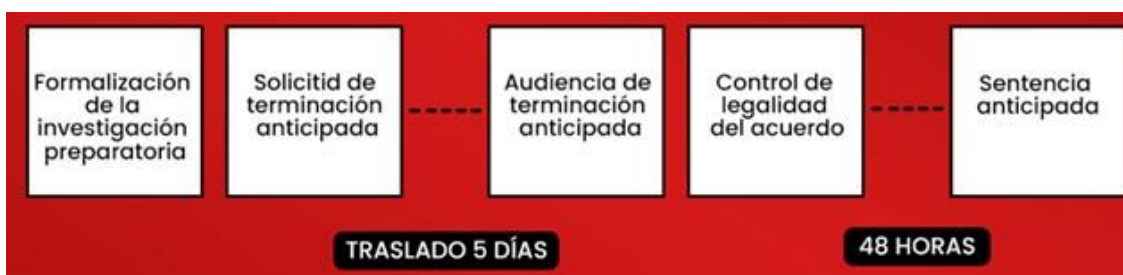 Formalización
de la
investigación
preparatoria
Solicitid de
terminación
anticipada
Audiencia de
terminación
anticipada
Control de
legalidad
del acuerdo
Sentencia
anticipada
TRASLADO 5 DÍAS
48 HORAS